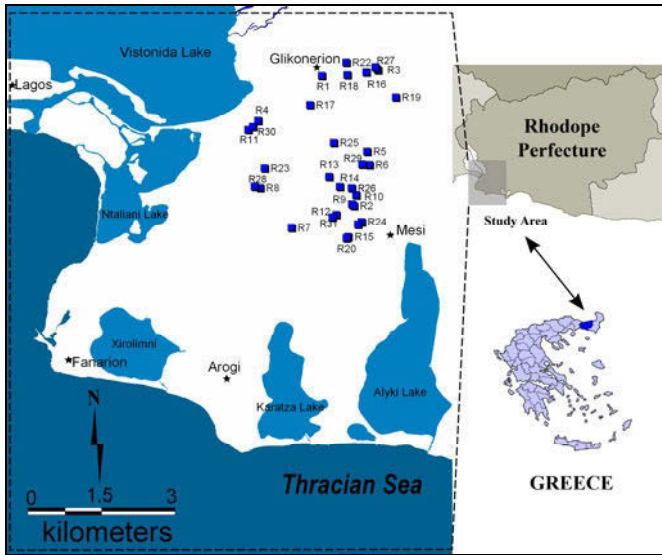 Vistonida Lake
Glikonerion
R22
R27
R3
R1
R18
R16
Lagos
R17
R19
R4
R30
R11
R25
R5
R29
R6
R23
R13
R14
R28
R8
R26
R10
R9
R2
Ntaliani Lake
R12
R31
R24
R7
R15
R20
Mesi
Xirolimni
Fanarion
Arogi
Karatza Lake
Alyki Lake
N
Thracian Sea
0 1.5 3
kilometers
Rhodope
Perfecture
Study Area
GREECE